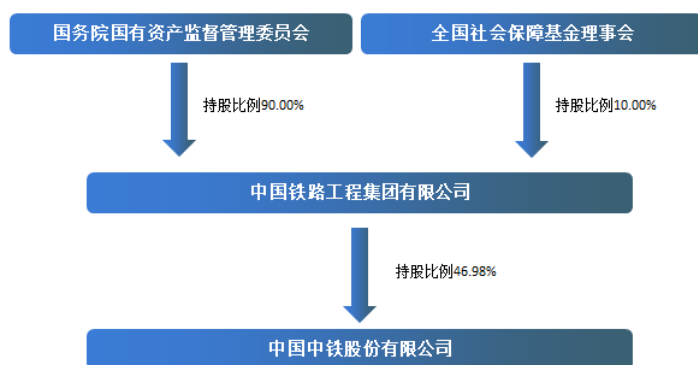 国务院国有资产监督管理委员会
全国社会保障基金理事会
持股比例90.00%
持股比例10.00%
中国铁路工程集团有限公司
持股比例46.98%
中国中铁股份有限公司